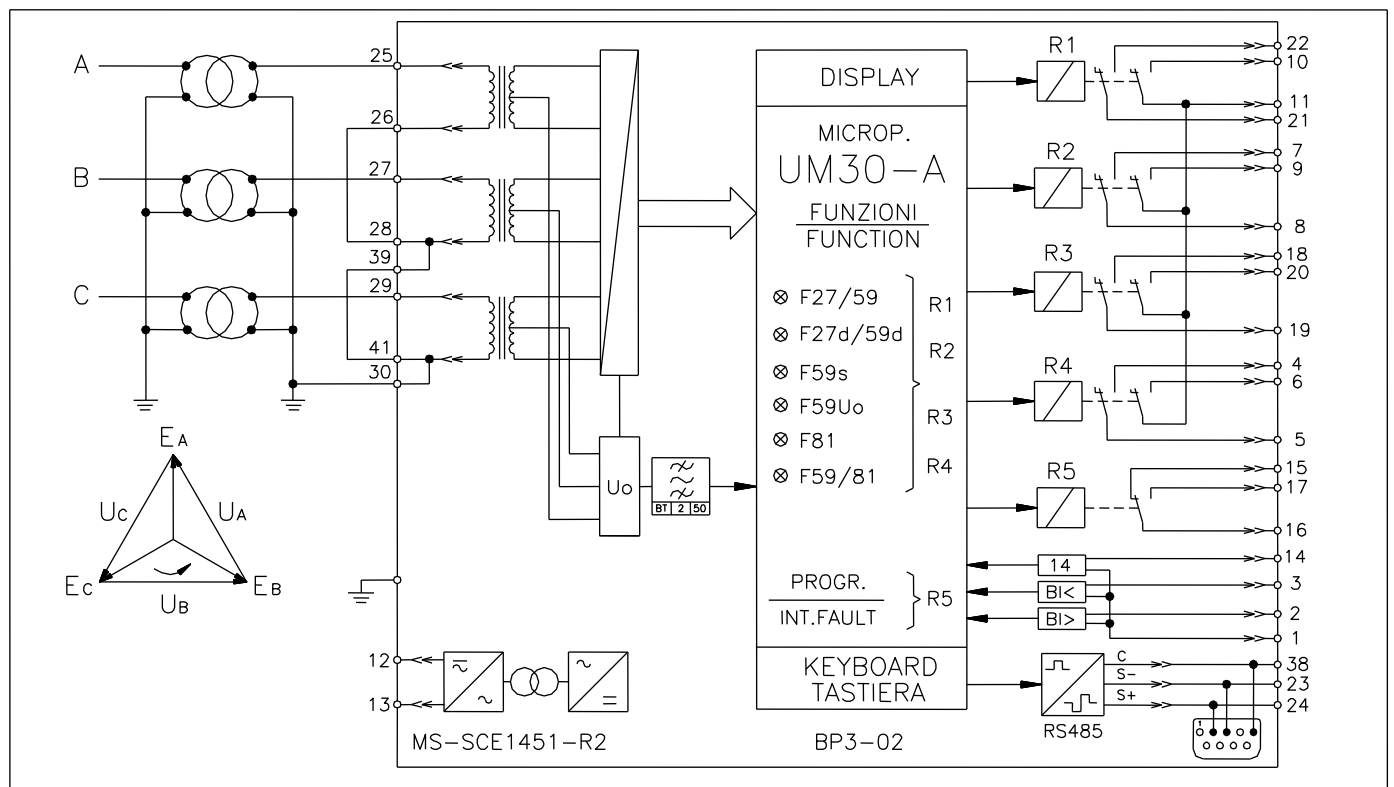 A
B
C
25
26
27
28
39
29
41
30
EA
UC
UA
EC
UB
EB
12
13
MS-SCE1451-R2
Uo
BT 2 50
DISPLAY
MICROP.
UM30-A
FUNZIONI
FUNCTION
F27/59
F27d/59d
F59s
F59Uo
F81
F59/81
R1
R2
R3
R4
PROGR.
INT.FAULT
R5
KEYBOARD
TASTIERA
BP3-02
R1
22
10
11
21
R2
7
9
8
R3
18
20
19
R4
4
6
5
R5
15
17
16
14
14
BI<
3
BI>
2
1
C
38
S-
23
S+
24
RS485
1